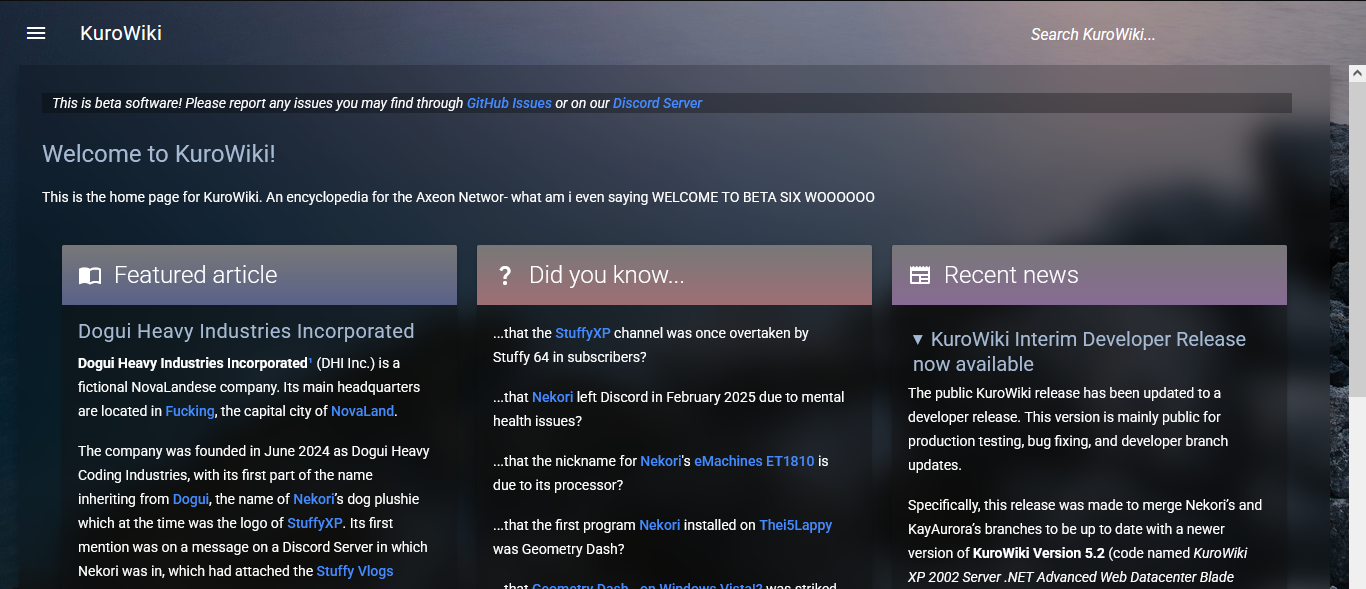 KuroWiki
Search KuroWiki...
This is beta software! Please report any issues you may find through GitHub Issues or on our Discord Server
Welcome to KuroWiki!
This is the home page for KuroWiki. An encyclopedia for the Axeon Networ- what am i even saying WELCOME TO BETA SIX WOOOOOO
Featured article
Dogui Heavy Industries Incorporated
Dogui Heavy Industries Incorporated¹ (DHI Inc.) is a
fictional NovaLandese company. Its main headquarters
are located in Fucking, the capital city of NovaLand.
The company was founded in June 2024 as Dogui Heavy
Coding Industries, with its first part of the name
inheriting from Dogui, the name of Nekori's dog plushie
which at the time was the logo of StuffyXP. Its first
mention was on a message on a Discord Server in which
Nekori was in, which had attached the Stuffy Vlogs
? Did you know...
...that the StuffyXP channel was once overtaken by
Stuffy 64 in subscribers?
...that Nekori left Discord in February 2025 due to mental
health issues?
...that the nickname for Nekori's eMachines ET1810 is
due to its processor?
...that the first program Nekori installed on Thei5Lappy
was Geometry Dash?
...that Geometry Dash - on Windows Vista!? was striked
Recent news
▼ KuroWiki Interim Developer Release
now available
The public KuroWiki release has been updated to a
developer release. This version is mainly public for
production testing, bug fixing, and developer branch
updates.
Specifically, this release was made to merge Nekori's and
KayAurora's branches to be up to date with a newer
version of KuroWiki Version 5.2 (code named KuroWiki
XP 2002 Server .NET Advanced Web Datacenter Blade